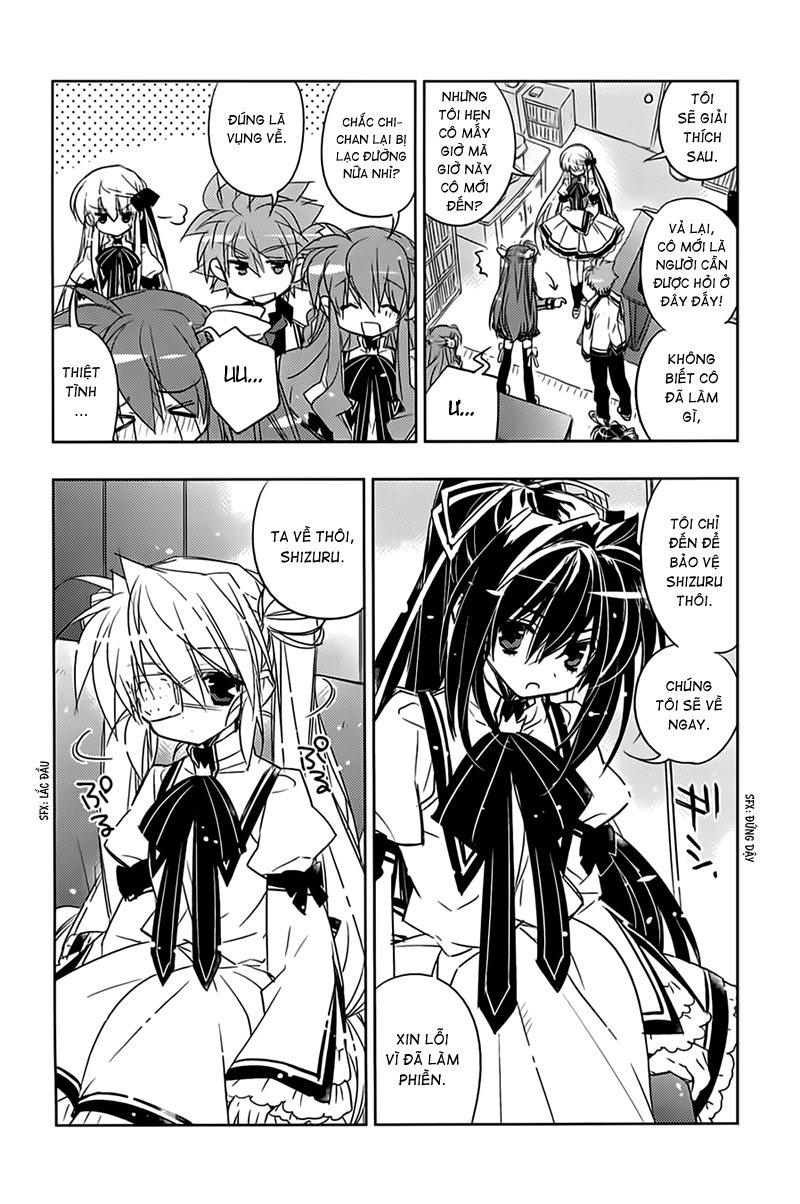 TÔI
SẼ GIẢI
THÍCH
SAU.
VẢ LẠI,
CÔ MỚI LÀ
NGƯỜI CẦN
ĐƯỢC HỎI Ở
ĐÂY ĐẤY!
KHÔNG
BIẾT CÔ
ĐÃ LÀM
GÌ,
NHƯNG
TÔI HẸN
CÔ MẤY
GIỜ MÀ
GIỜ NÀY
CÔ MỚI
ĐẾN?
Ư...
CHẮC CHI-
CHAN LẠI BỊ
LẠC ĐƯỜNG
NỮA NHỈ?
ĐÚNG LÀ
VỤNG VỀ.
UU...
THIỆT
TÌNH
...
TÔI CHỈ
ĐẾN ĐỂ
BẢO VỆ
SHIZURU
THÔI.
CHÚNG
TÔI SẼ VỀ
NGAY.
SFX: ĐỨNG DẬY
XIN LỖI
VÌ ĐÃ LÀM
PHIỀN.
TA VỀ THÔI,
SHIZURU.
ぷる
ぷる
SFX: LẮC ĐẦU